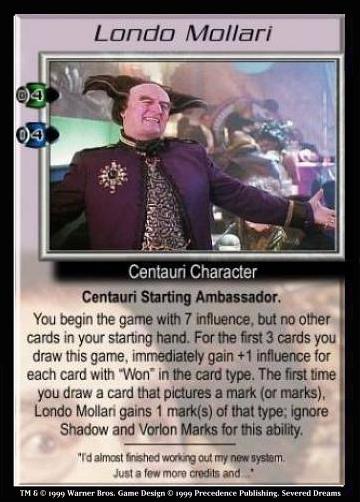 Londo Mollari
04
04
Centauri Character
Centauri Starting Ambassador.
You begin the game with 7 influence, but no other
cards in your starting hand. For the first 3 cards you
draw this game, immediately gain +1 influence for
each card with "Won" in the card type. The first time
you draw a card that pictures a mark (or marks),
Londo Mollari gains 1 mark(s) of that type; ignore
Shadow and Vorlon Marks for this ability.
"I'd almost finished working out my new system.
Just a few more credits and ..."
TM & © 1999 Warner Bros. Game Design © 1999 Precedence Publishing. Severed Dreams